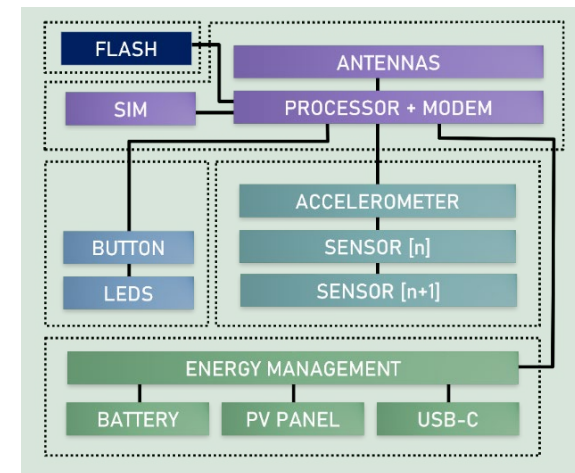 FLASH
ANTENNAS
SIM
PROCESSOR + MODEM
ACCELEROMETER
BUTTON
SENSOR [n]
LEDS
SENSOR [n+1]
ENERGY MANAGEMENT
BATTERY
PV PANEL
USB-C